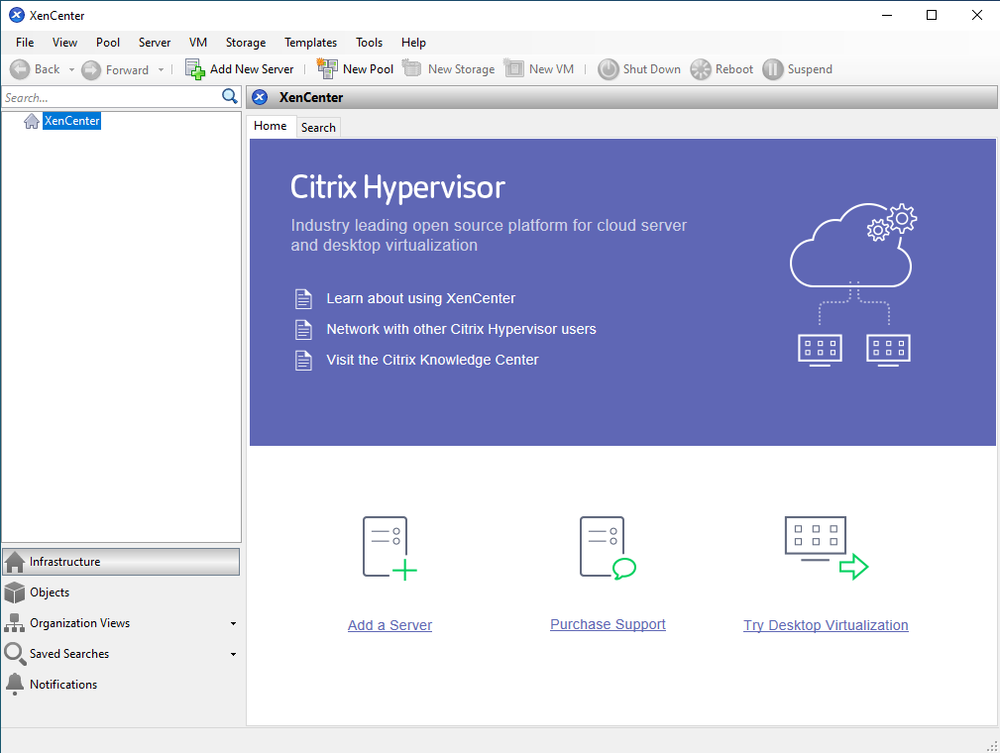 XenCenter
File View Pool Server VM Storage Templates Tools Help
Back Forward Add New Server New Pool New Storage New VM Shut Down Reboot Suspend
Search...
XenCenter
XenCenter
Home Search
Citrix Hypervisor
Industry leading open source platform for cloud server
and desktop virtualization
Learn about using XenCenter
Network with other Citrix Hypervisor users
Visit the Citrix Knowledge Center
Add a Server
Purchase Support
Try Desktop Virtualization
Infrastructure
Objects
Organization Views
Saved Searches
Notifications